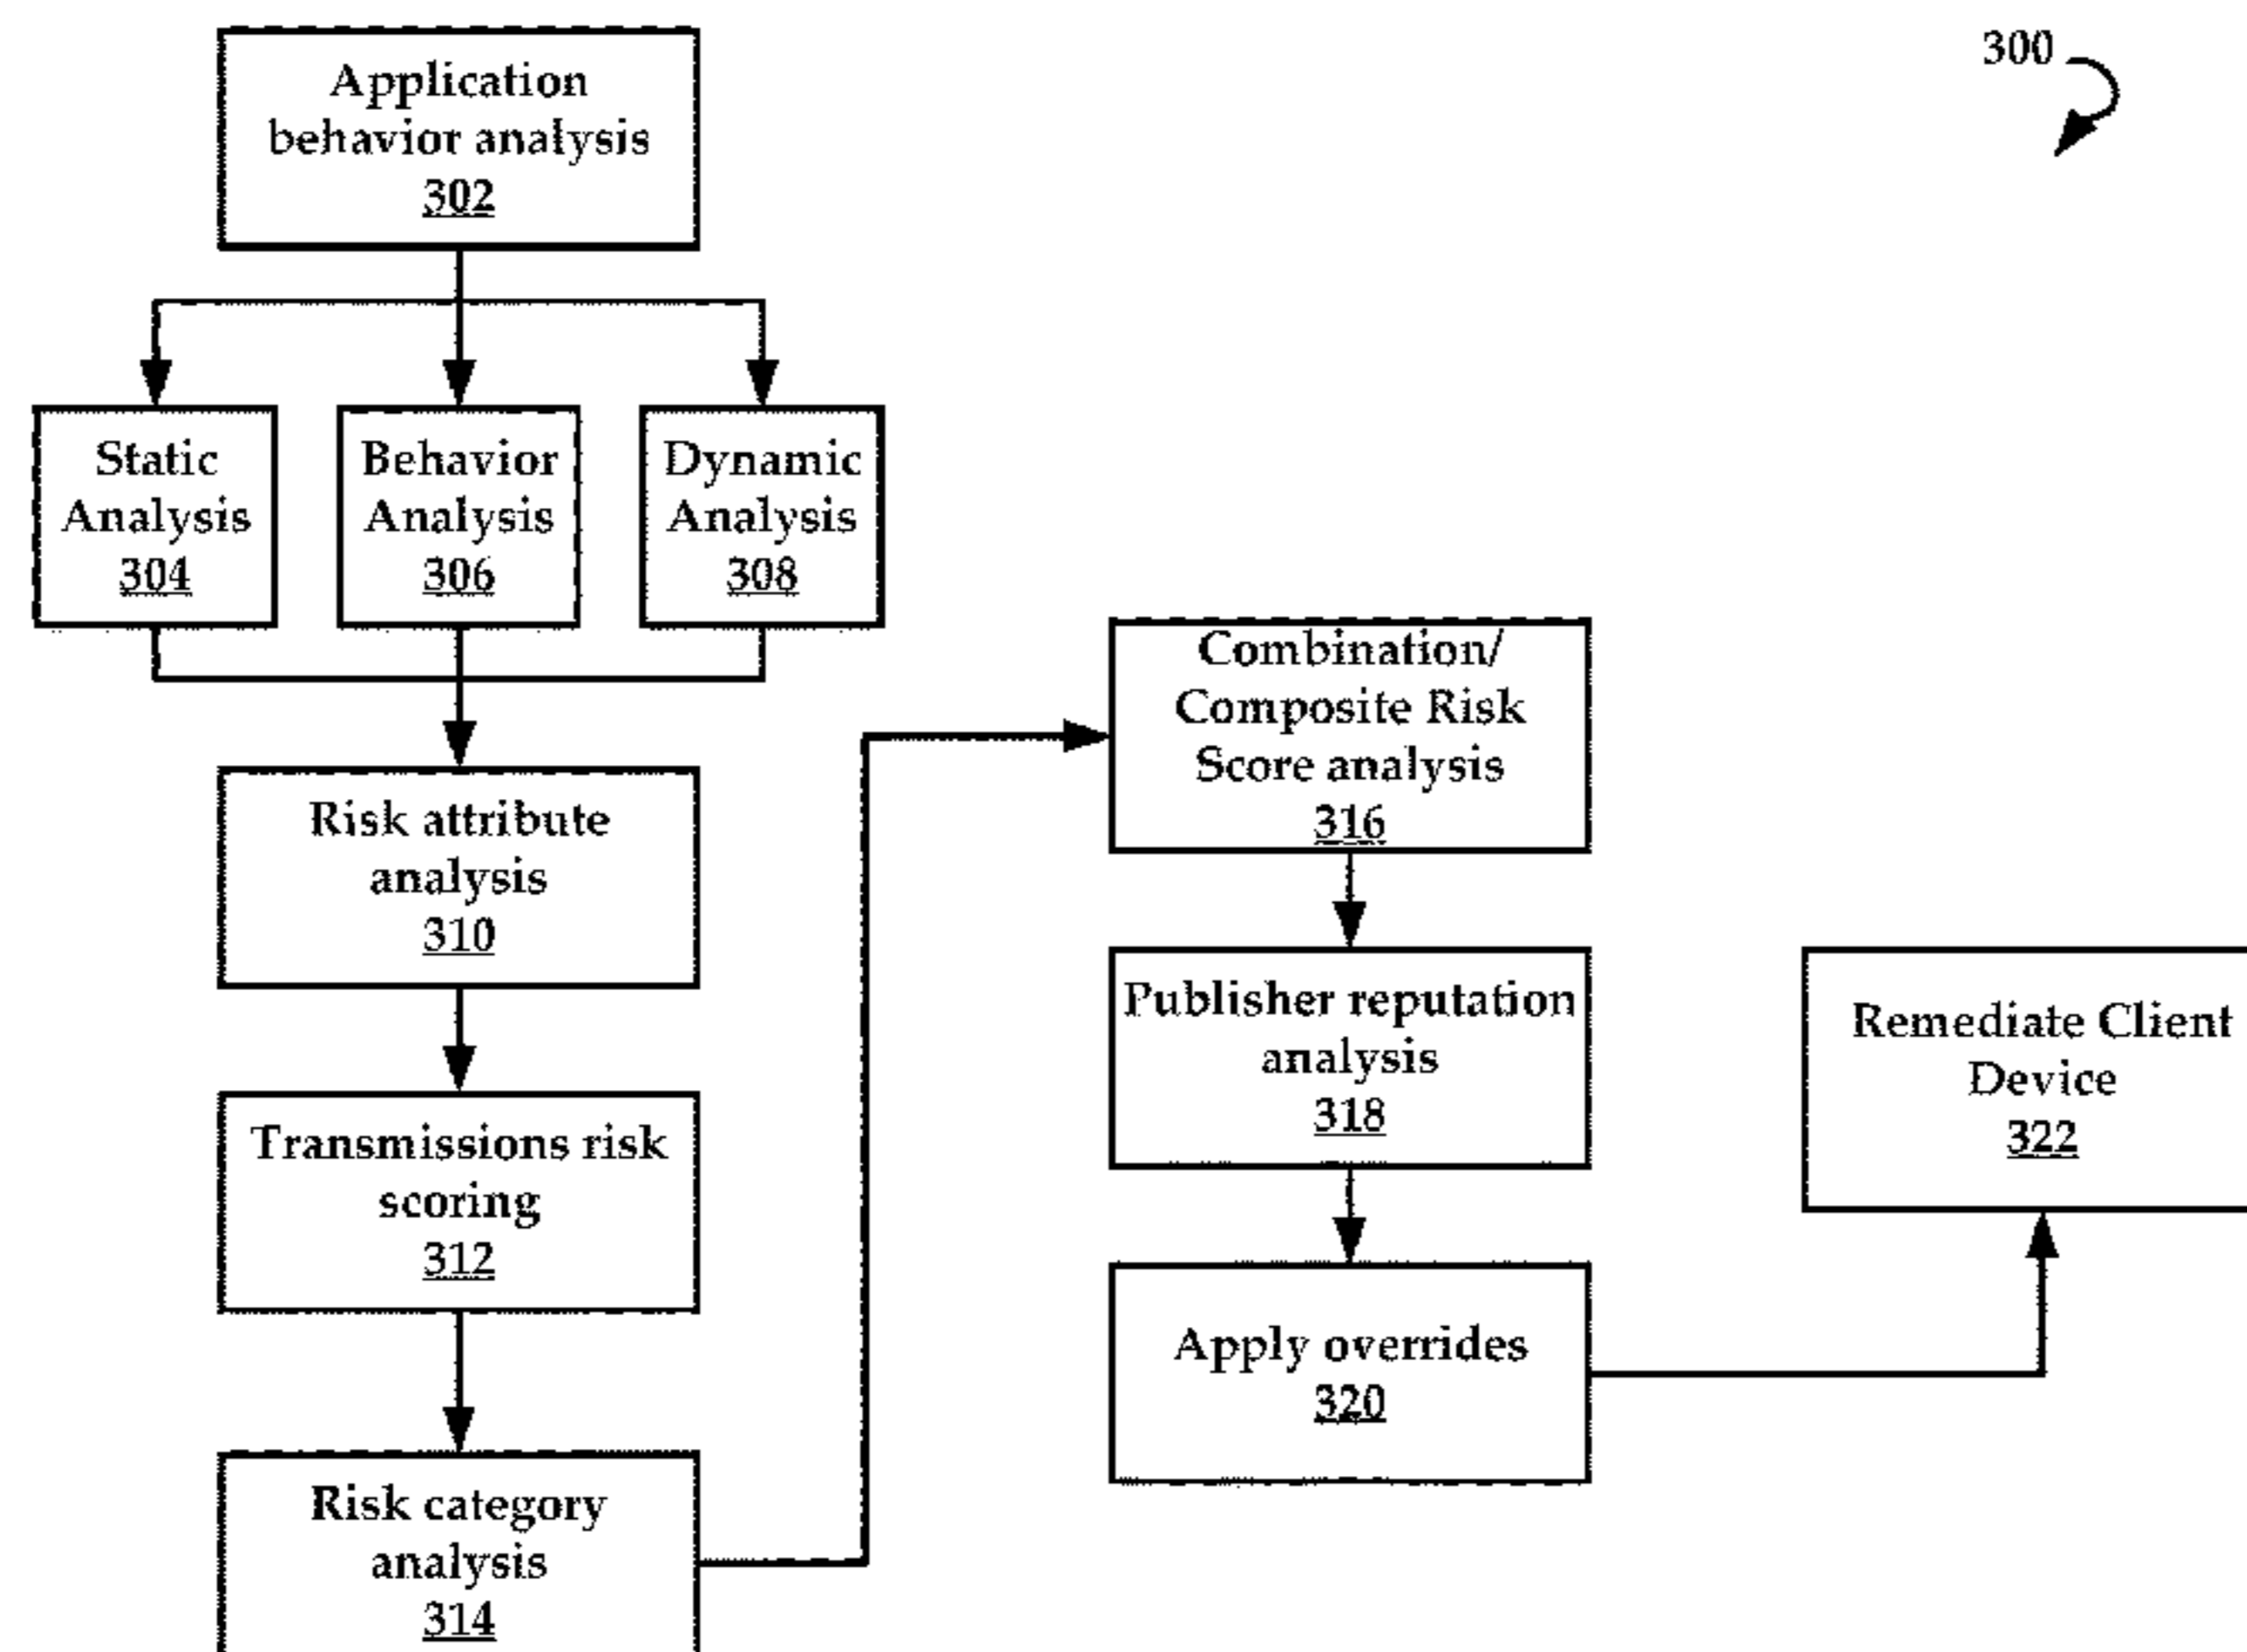 300
Application
behavior analysis
302
Static
Analysis
304
Behavior
Analysis
306
Dynamic
Analysis
308
Risk attribute
analysis
310
Transmissions risk
scoring
312
Risk category
analysis
314
Combination/
Composite Risk
Score analysis
316
Publisher reputation
analysis
318
Apply overrides
320
Remediate Client
Device
322